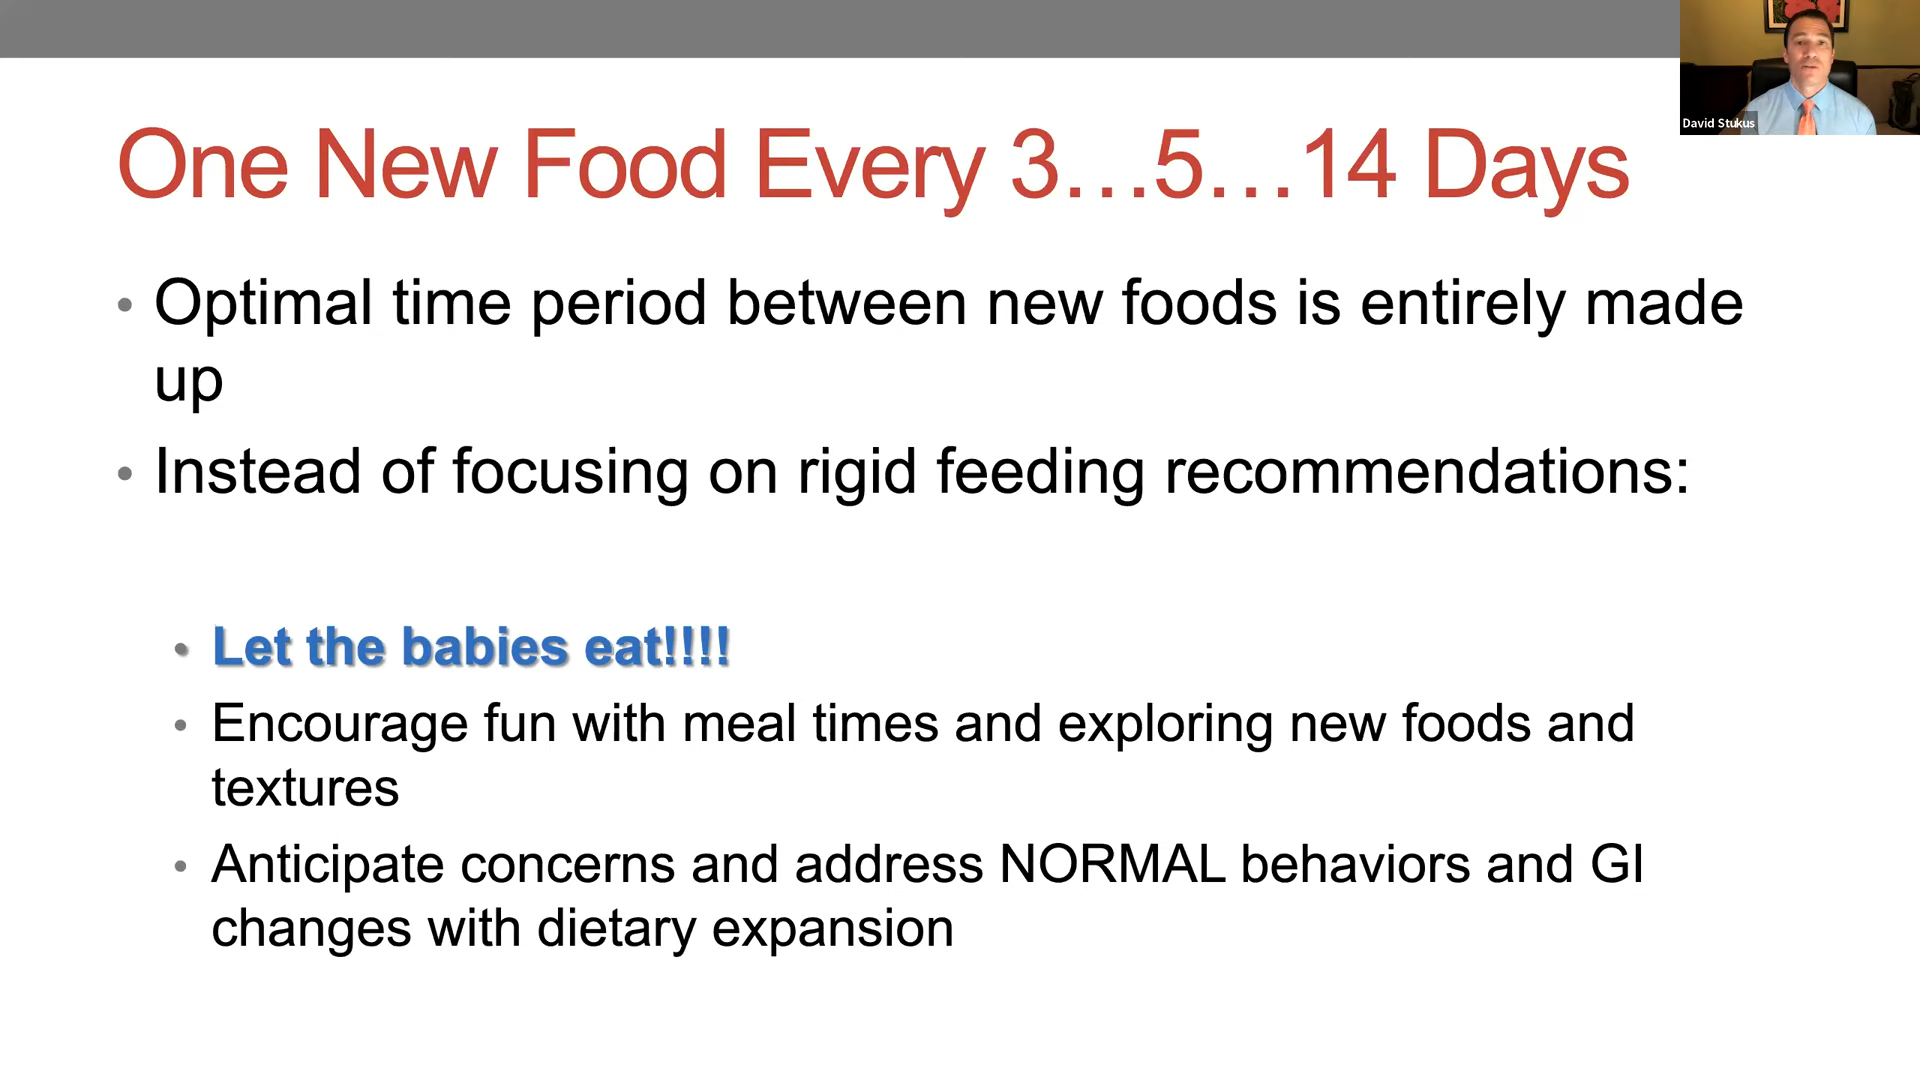 David Stukus
One New Food Every 3…5…14 Days
• Optimal time period between new foods is entirely made
up
• Instead of focusing on rigid feeding recommendations:
• Let the babies eat!!!!
• Encourage fun with meal times and exploring new foods and
textures
• Anticipate concerns and address NORMAL behaviors and GI
changes with dietary expansion